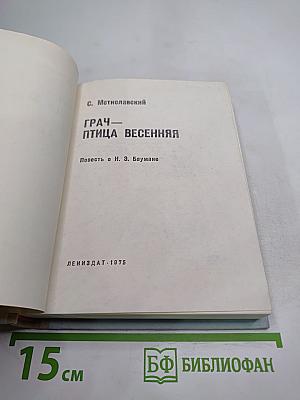 С. Мстиславский
ГРАЧ—
ПТИЦА ВЕСЕННЯЯ
Повесть о Н. Э. Баумане
ЛЕНИЗДАТ · 1975
15 см
БФ БИБЛИОФАН